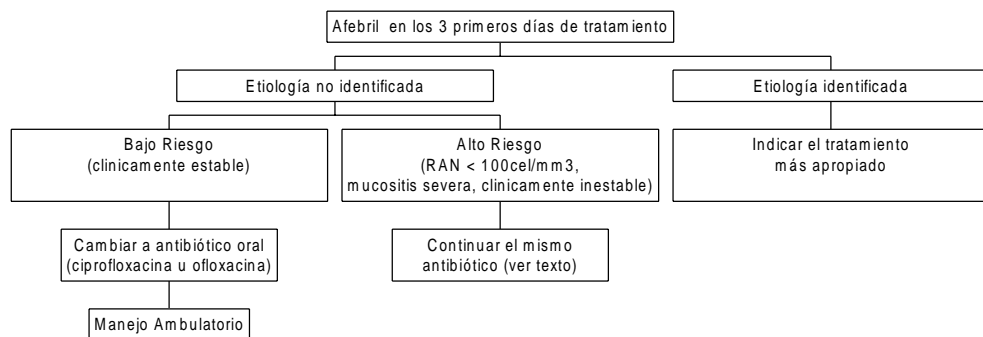 Afebril en los 3 primeros días de tratamiento
Etiología no identificada
Etiología identificada
Bajo Riesgo
(clinicamente estable)
Alto Riesgo
(RAN < 100cel/mm3,
mucositis severa, clinicamente inestable)
Indicar el tratamiento
más apropiado
Cambiar a antibiótico oral
(ciprofloxacina u ofloxacina)
Continuar el mismo
antibiótico (ver texto)
Manejo Ambulatorio